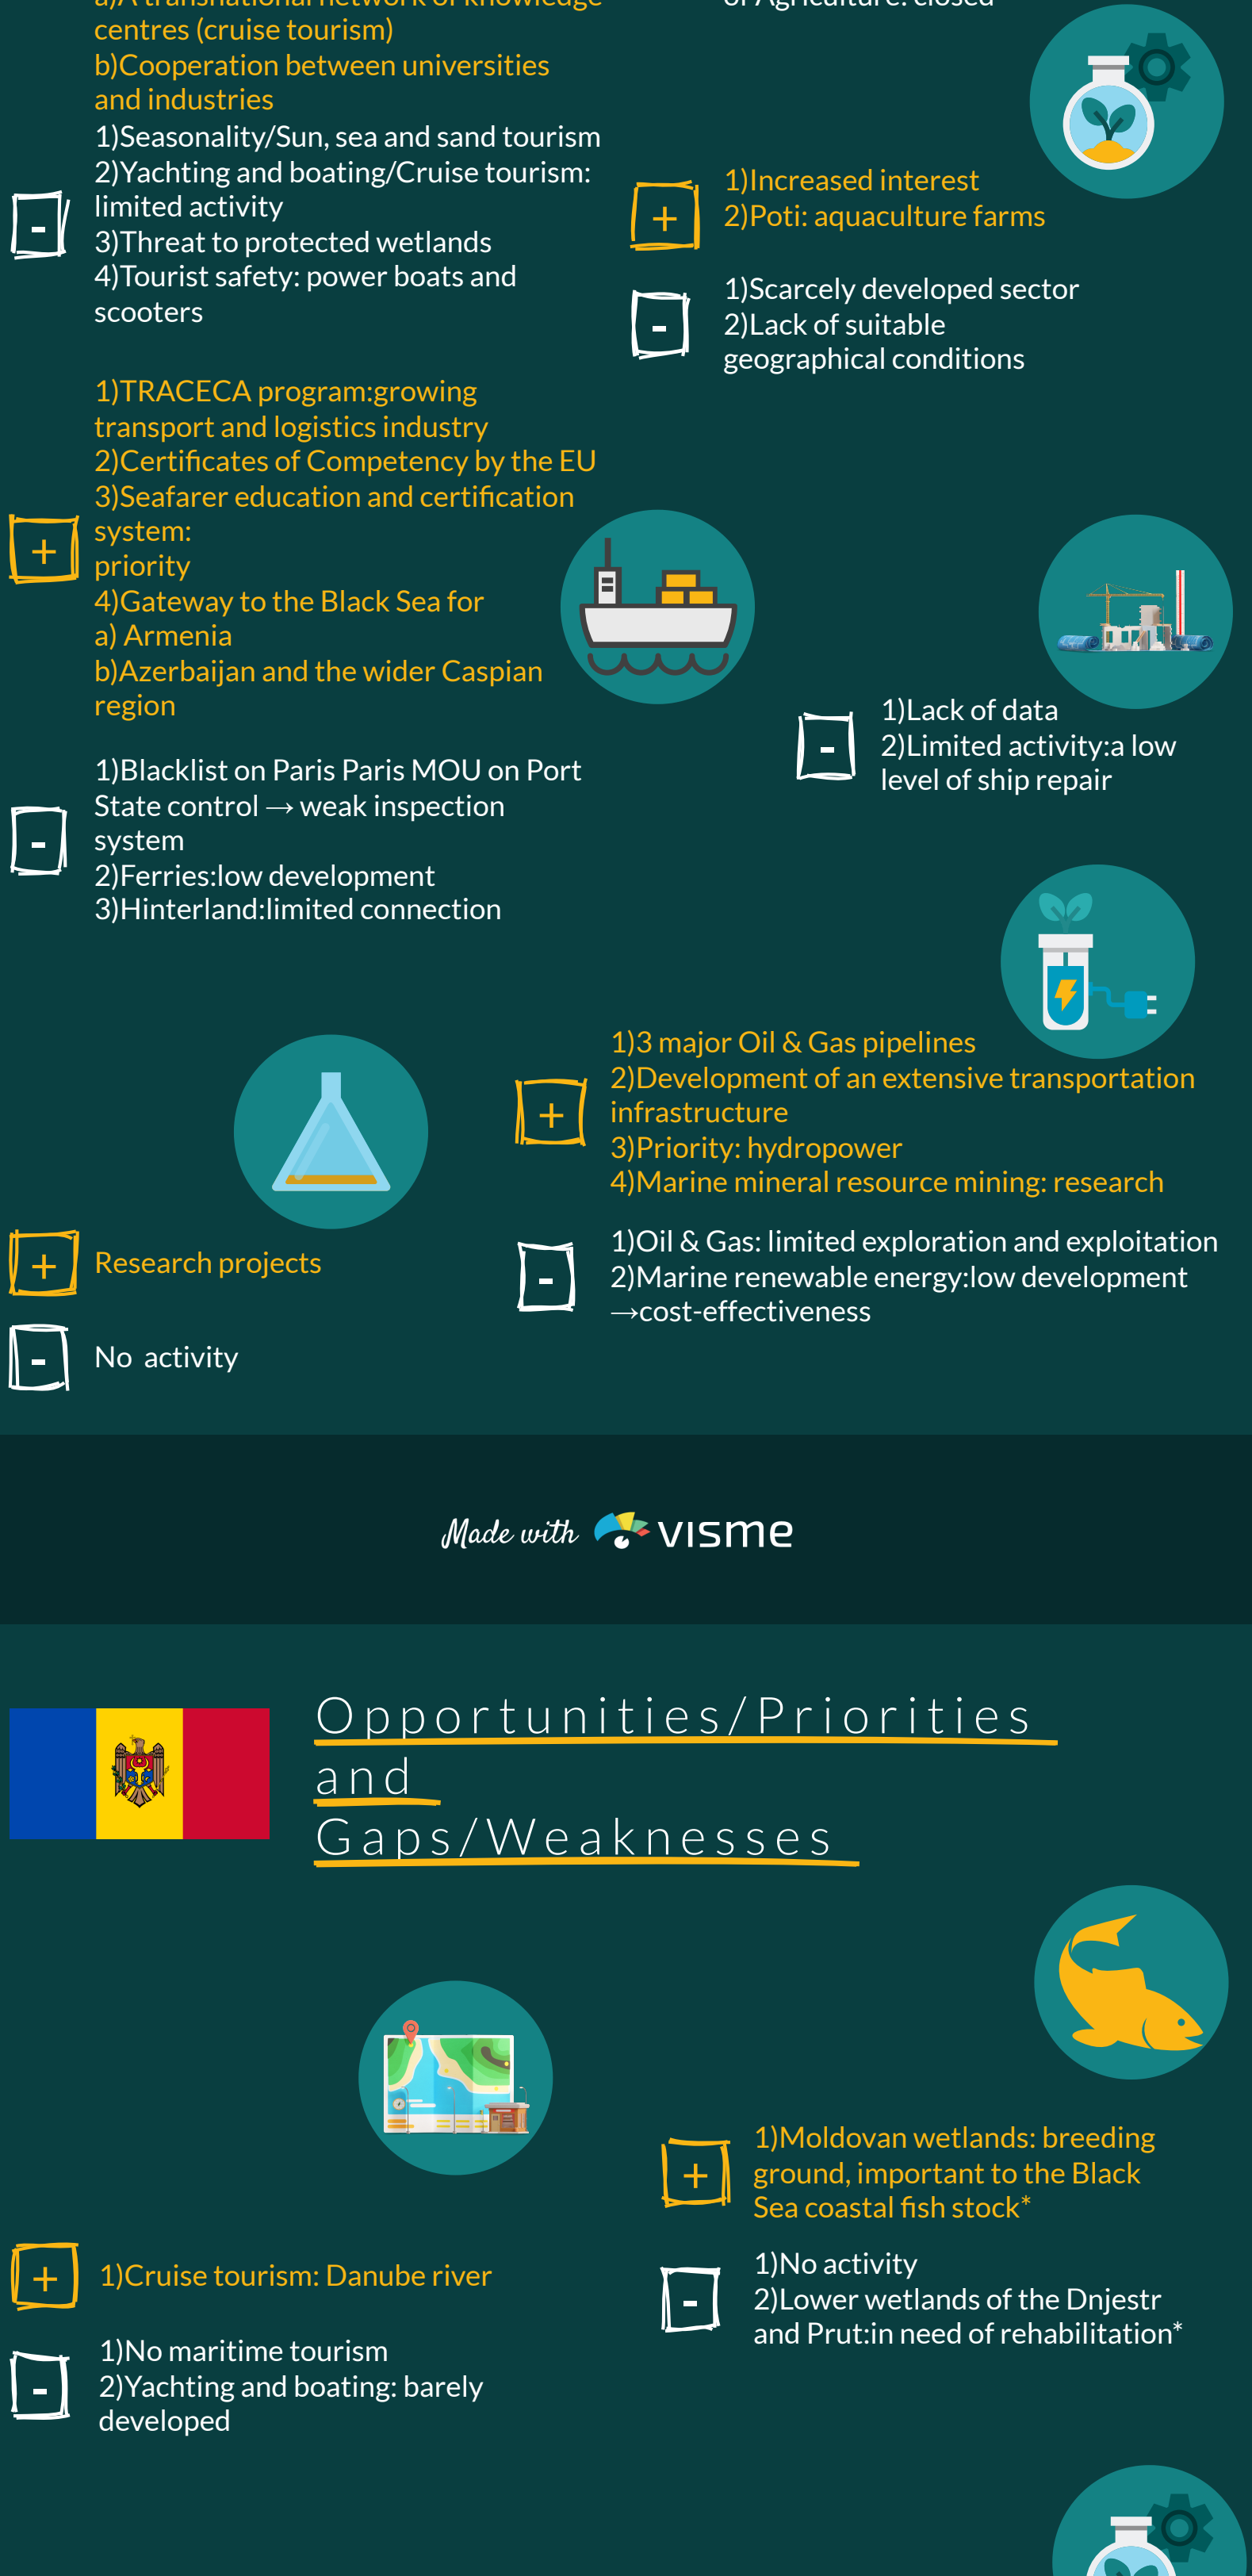 a)A transnational network of knowledge
centres (cruise tourism)
b)Cooperation between universities
and industries
1)Seasonality/Sun, sea and sand tourism
2)Yachting and boating/Cruise tourism:
limited activity
3)Threat to protected wetlands
4)Tourist safety: power boats and
scooters
-
of Agriculture: closed
+
1)Increased interest
2)Poti: aquaculture farms
-
1)Scarcely developed sector
2)Lack of suitable
geographical conditions
+
1)TRACECA program:growing
transport and logistics industry
2)Certificates of Competency by the EU
3)Seafarer education and certification
system:
priority
4)Gateway to the Black Sea for
a) Armenia
b)Azerbaijan and the wider Caspian
region
-
1)Blacklist on Paris Paris MOU on Port
State control → weak inspection
system
2)Ferries:low development
3)Hinterland:limited connection
-
1)Lack of data
2)Limited activity:a low
level of ship repair
+
1)3 major Oil & Gas pipelines
2)Development of an extensive transportation
infrastructure
3)Priority: hydropower
4)Marine mineral resource mining: research
-
1)Oil & Gas: limited exploration and exploitation
2)Marine renewable energy:low development
→cost-effectiveness
+
Research projects
-
No activity
Made with visme
Opportunities/Priorities
and
Gaps/Weaknesses
+
1)Moldovan wetlands: breeding
ground, important to the Black
Sea coastal fish stock*
-
1)No activity
2)Lower wetlands of the Dnjestr
and Prut:in need of rehabilitation*
+
1)Cruise tourism: Danube river
-
1)No maritime tourism
2)Yachting and boating: barely
developed